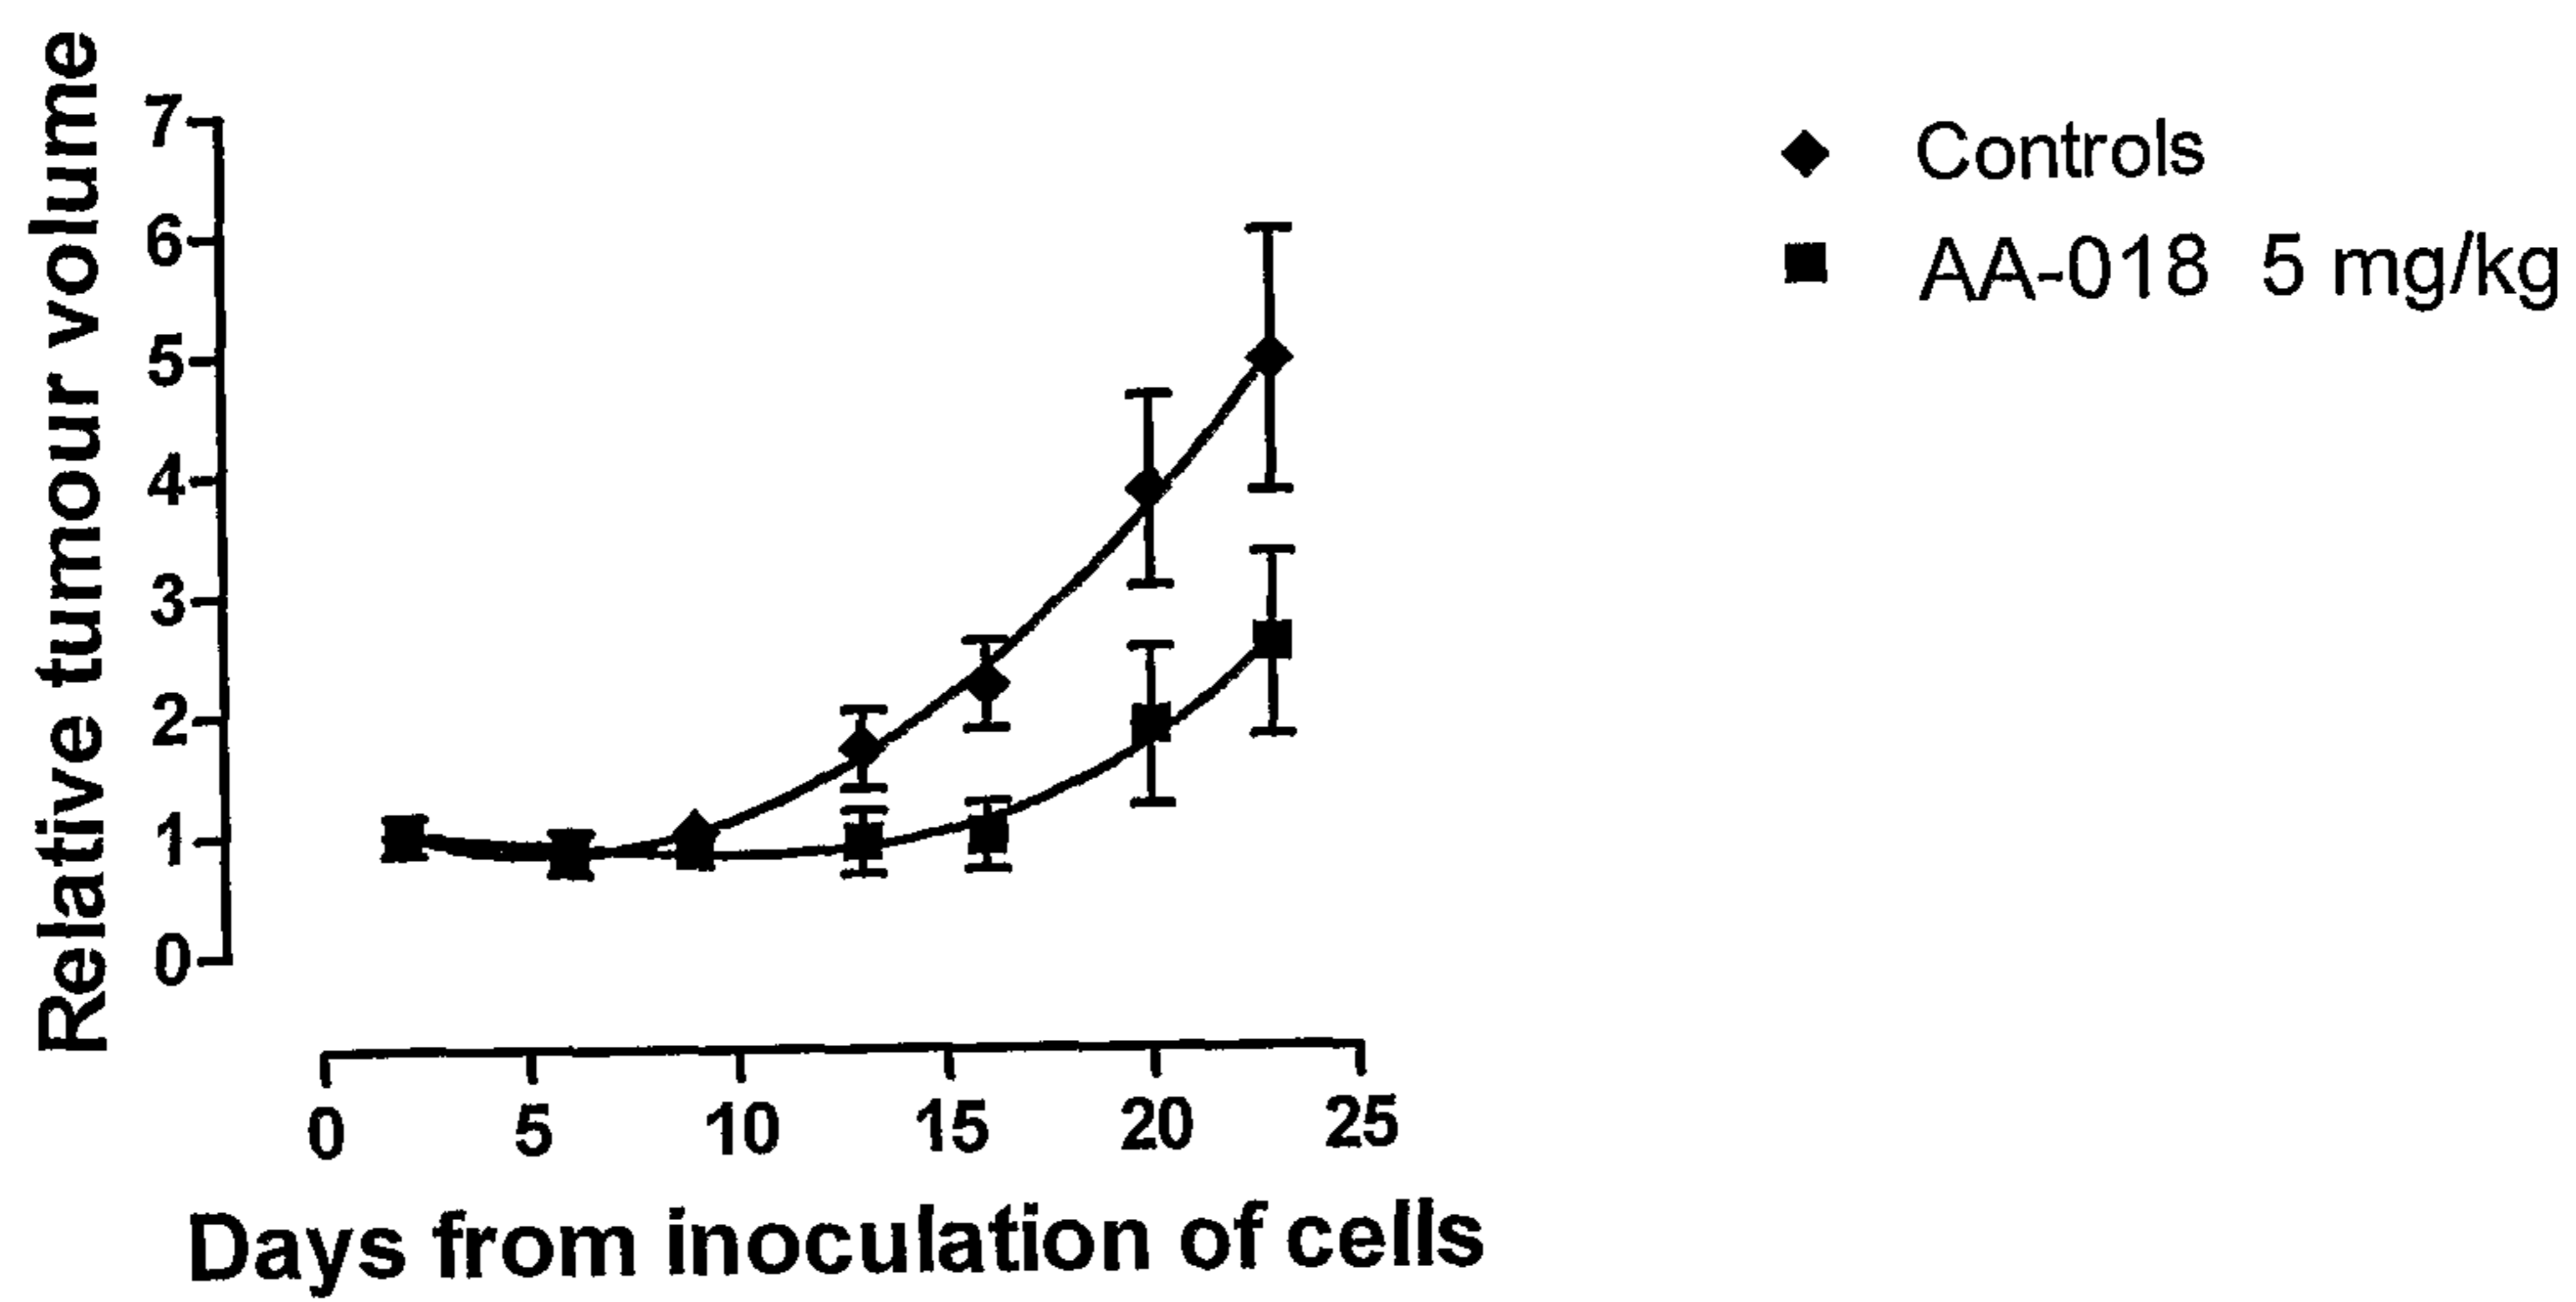 Relative tumour volume
7
6
5
4
3
2
1
0
0 5 10 15 20 25
Days from inoculation of cells
Controls
AA-018 5 mg/kg